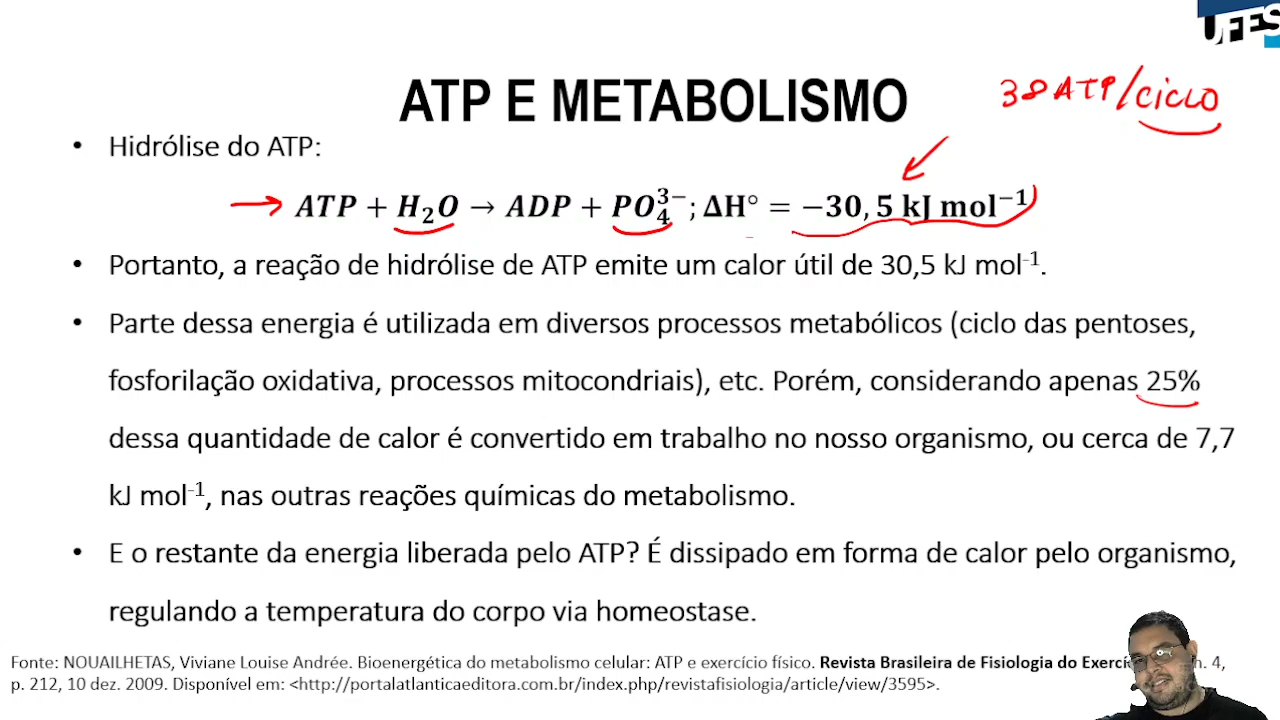 UFES
38 ATP/ciclo
ATP E METABOLISMO
• Hidrólise do ATP:
ATP + H₂O → ADP + PO₄³⁻; ΔH° = −30,5 kJ mol⁻¹
• Portanto, a reação de hidrólise de ATP emite um calor útil de 30,5 kJ mol⁻¹.
• Parte dessa energia é utilizada em diversos processos metabólicos (ciclo das pentoses,
fosforilação oxidativa, processos mitocondriais), etc. Porém, considerando apenas 25%
dessa quantidade de calor é convertido em trabalho no nosso organismo, ou cerca de 7,7
kJ mol⁻¹, nas outras reações químicas do metabolismo.
• E o restante da energia liberada pelo ATP? É dissipado em forma de calor pelo organismo,
regulando a temperatura do corpo via homeostase.
Fonte: NOUAILHETAS, Viviane Louise Andrée. Bioenergética do metabolismo celular: ATP e exercício físico. Revista Brasileira de Fisiologia do n. 4,
p. 212, 10 dez. 2009. Disponível em: <http://portalatlanticaeditora.com.br/index.php/revistafisiologia/article/view/3595>.